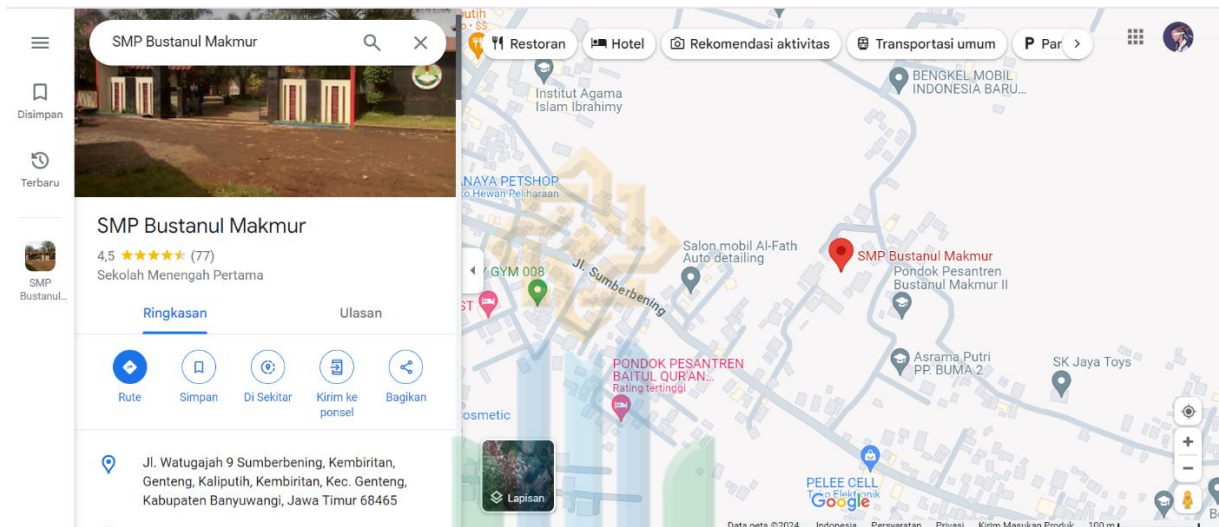 SMP Bustanul Makmur
Disimpan
Terbaru
SMP
Bustanul...
SMP Bustanul Makmur
4,5 (77)
Sekolah Menengah Pertama
Ringkasan
Ulasan
Rute
Simpan
Di Sekitar
Kirim ke
ponsel
Bagikan
Jl. Watugajah 9 Sumberbening, Kembiritan,
Genteng, Kaliputih, Kembiritan, Kec. Genteng,
Kabupaten Banyuwangi, Jawa Timur 68465
Restoran
Hotel
Rekomendasi aktivitas
Transportasi umum
P Par
Institut Agama
Islam Ibrahimy
BENGKEL MOBIL
INDONESIA BARU...
NAYA PETSHOP
Hewan Peliharaan
GYM 008
Jl. Sumberbening
Salon mobil Al-Fath
Auto detailing
SMP Bustanul Makmur
Pondok Pesantren
Bustanul Makmur II
PONDOK PESANTREN
BAITUL QUR'AN...
Rating tertinggi
Asrama Putri
PP. BUMA 2
SK Jaya Toys
osmetic
Lapisan
PELEE CELL
Google
Data peta ©2024 Indonesia Persyaratan Privasi Kirim Masukan Produk 100 m